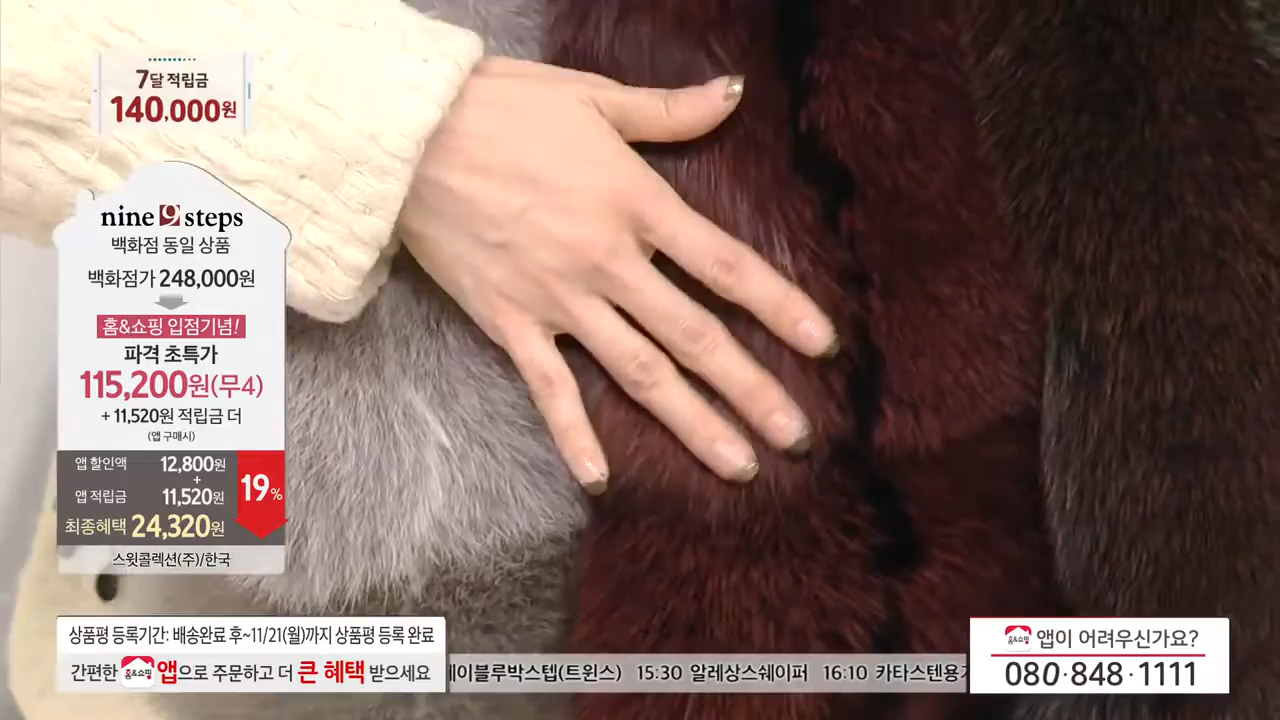 7달 적립금
140,000원
nine 9 steps
백화점 동일 상품
백화점가 248,000원
홈&쇼핑 입점기념!
파격 초특가
115,200원(무4)
+ 11,520원 적립금 더
(앱 구매시)
앱 할인액 12,800원
+
앱 적립금 11,520원
19%
최종혜택 24,320원
스윗콜렉션(주)/한국
상품평 등록기간: 배송완료 후~11/21(월)까지 상품평 등록 완료
간편한 홈&쇼핑 앱으로 주문하고 더 큰 혜택 받으세요
이블루박스텝(트윈스) 15:30 알레상스쉐이퍼 16:10 카타스텐용
홈&쇼핑 앱이 어려우신가요?
080·848·1111